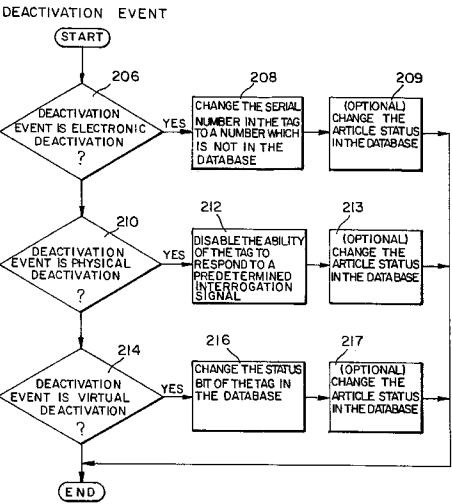 DEACTIVATION EVENT
START
206
DEACTIVATION
EVENT IS ELECTRONIC
DEACTIVATION
?
YES
208
CHANGE THE SERIAL
NUMBER IN THE TAG
TO A NUMBER WHICH
IS NOT IN THE
DATABASE
209
(OPTIONAL)
CHANGE THE
ARTICLE STATUS
IN THE DATABASE
210
DEACTIVATION
EVENT IS PHYSICAL
DEACTIVATION
?
YES
212
DISABLE THE ABILITY
OF THE TAG TO
RESPOND TO A
PREDETERMINED
INTERROGATION
SIGNAL
213
(OPTIONAL)
CHANGE THE
ARTICLE STATUS
IN THE DATABASE
214
DEACTIVATION
EVENT IS VIRTUAL
DEACTIVATION
?
YES
216
CHANGE THE STATUS
BIT OF THE TAG IN
THE DATABASE
217
(OPTIONAL)
CHANGE THE
ARTICLE STATUS
IN THE DATABASE
END